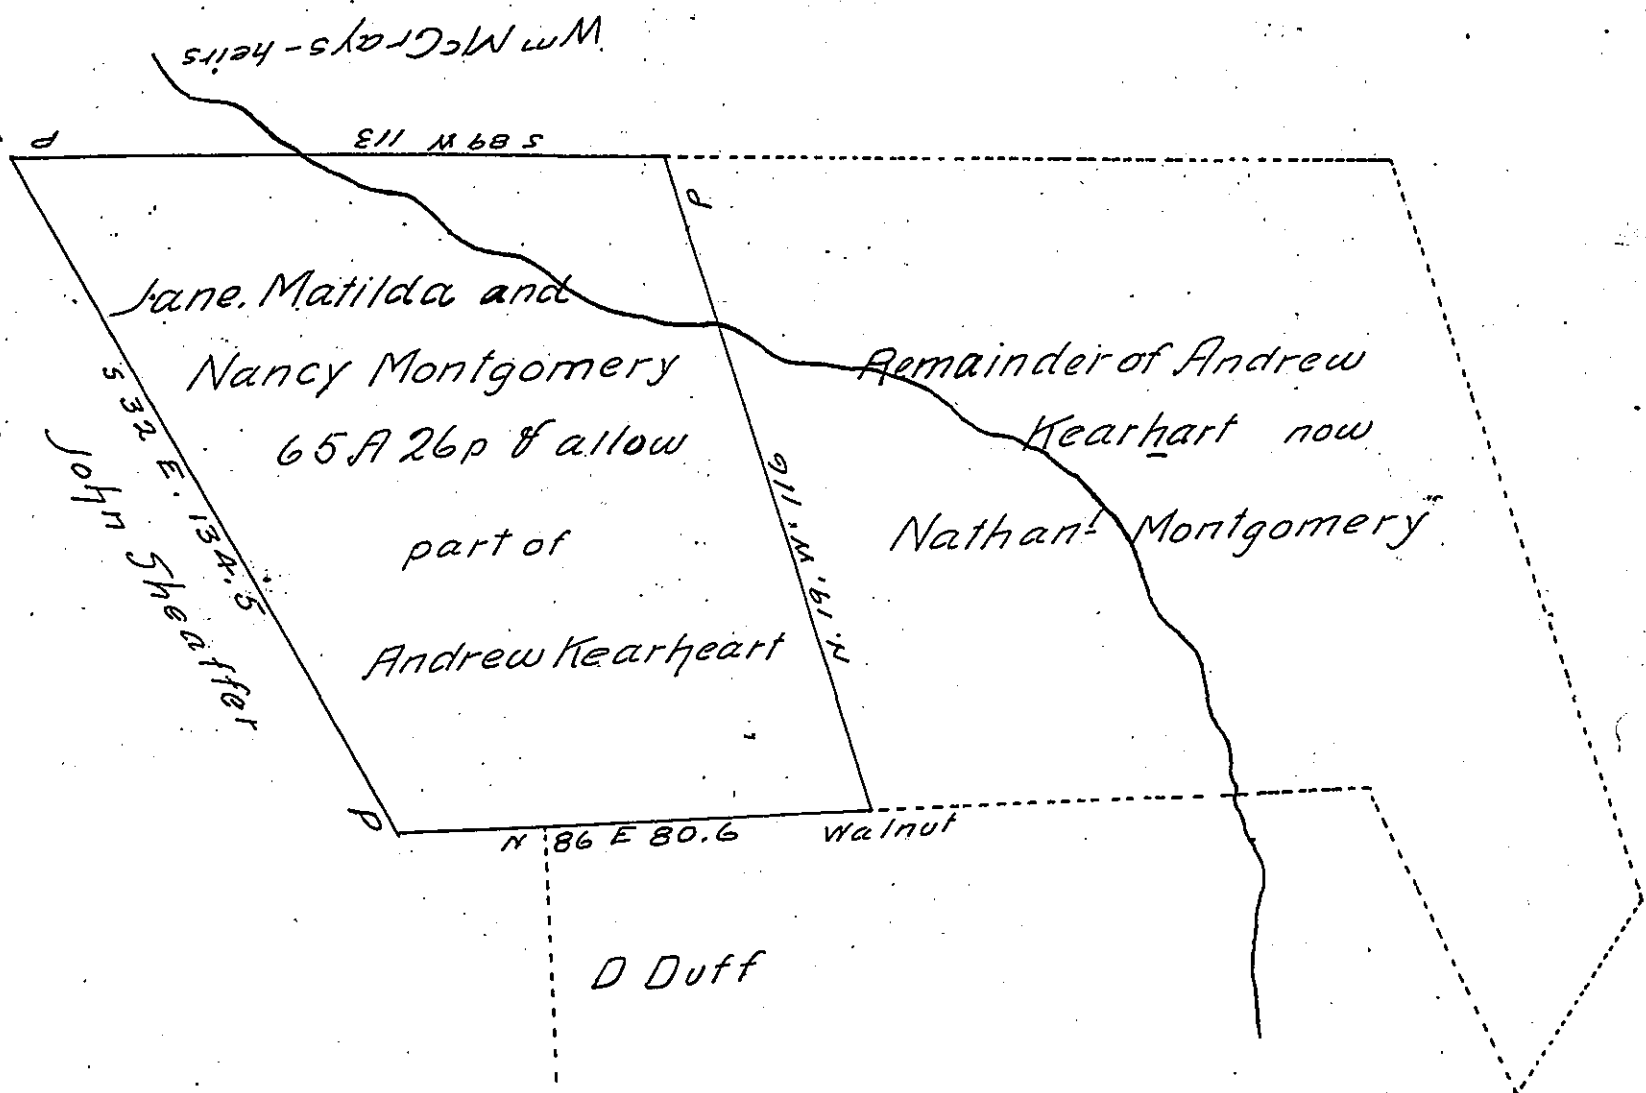 Wm McCrays-heirs
P
S 89 W 113
P
Jane. Matilda and
Nancy Montgomery
65 A 26p & allow
part of
Andrew Kearheart
S 32 E. 134.5
John Sheaffer
N. 19. W. 116
Remainder of Andrew
Kearhart now
Nathanl Montgomery
P
N 86 E 80.6
Walnut
D Duff